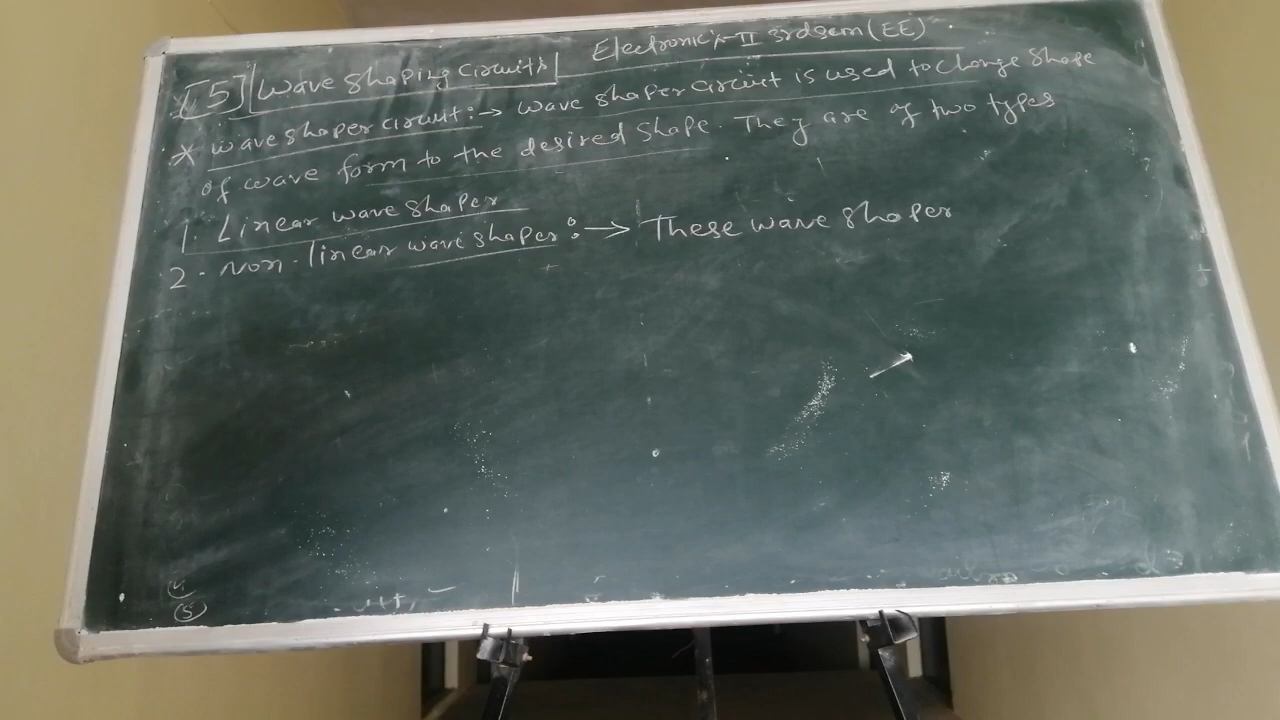 [5] Wave Shaping Circuits Electronics-II 3rdsem (EE)
* wave shaper circuit :→ wave shaper circuit is used to change shape
of wave form to the desired shape. They are of two types
1. Linear wave shaper
2. Non-linear wave shaper :→ These wave shaper
(5)